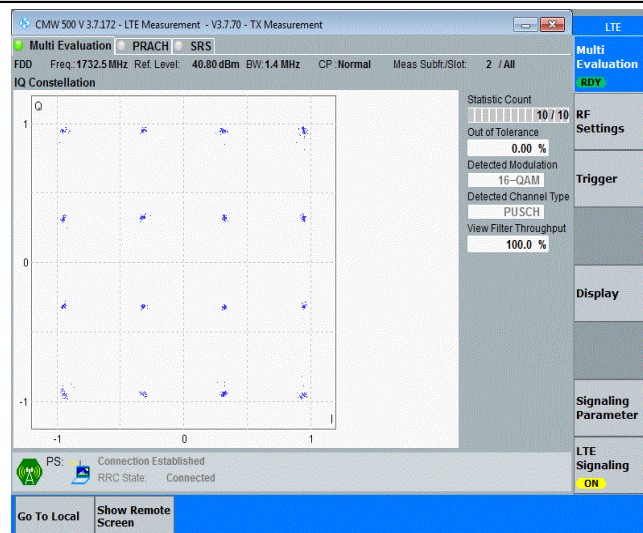 CMW 500 V 3.7.172 - LTE Measurement - V3.7.70 - TX Measurement
LTE
Multi Evaluation PRACH SRS
Multi
Evaluation
RDY
FDD Freq.: 1732.5 MHz Ref. Level: 40.80 dBm BW: 1.4 MHz CP : Normal Meas Subfr./Slot: 2 / All
IQ Constellation
Q
1
0
-1
-1 0 1
I
Statistic Count
10 / 10
Out of Tolerance
0.00 %
Detected Modulation
16-QAM
Detected Channel Type
PUSCH
View Filter Throughput
100.0 %
RF
Settings
Trigger
Display
Signaling
Parameter
LTE
Signaling
ON
PS: Connection Established
RRC State: Connected
Go To Local
Show Remote
Screen